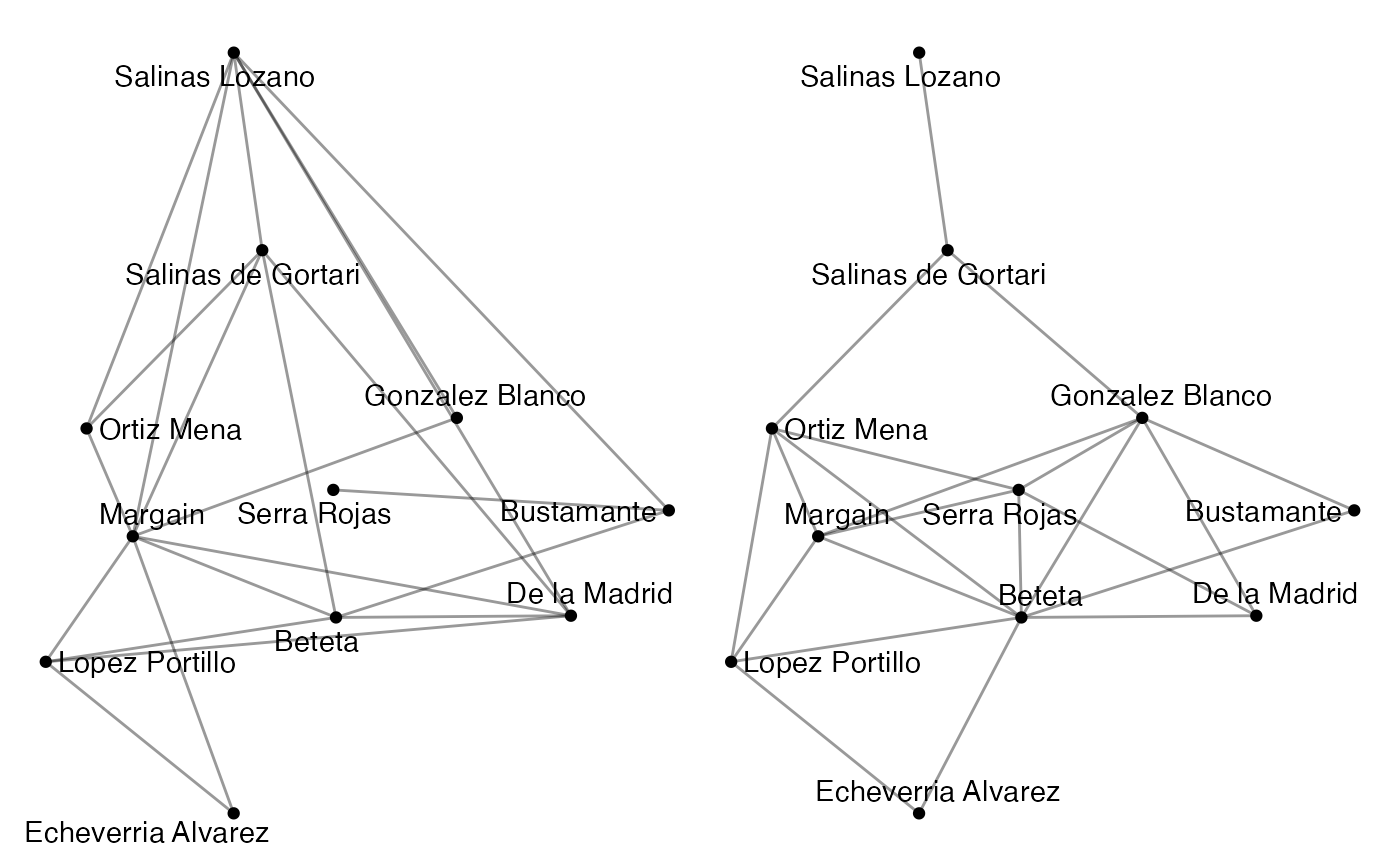 Salinas Lozano
Salinas de Gortari
Gonzalez Blanco
Ortiz Mena
Margain
Serra Rojas
Bustamante
De la Madrid
Beteta
Lopez Portillo
Echeverria Alvarez
Salinas Lozano
Salinas de Gortari
Gonzalez Blanco
Ortiz Mena
Margain
Serra Rojas
Bustamante
De la Madrid
Beteta
Lopez Portillo
Echeverria Alvarez